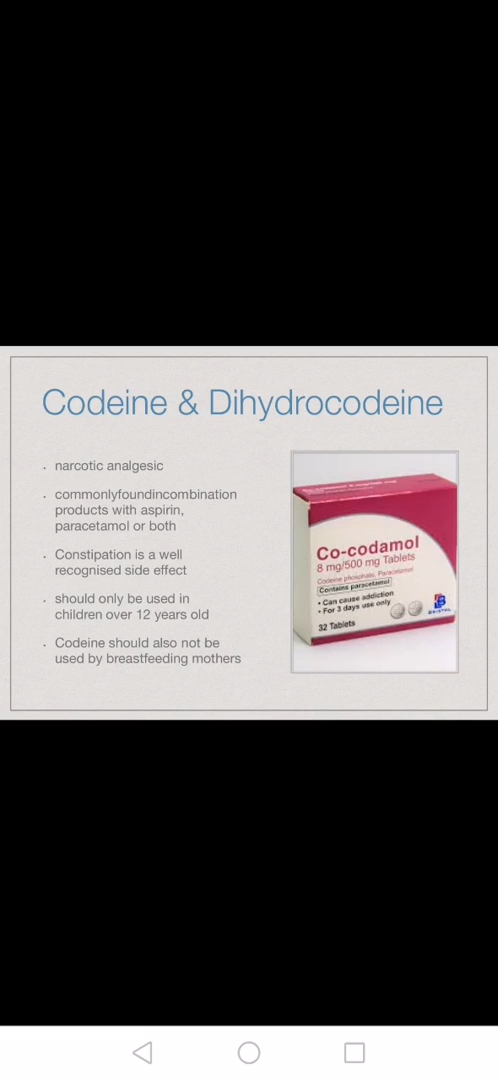 Codeine & Dihydrocodeine
• narcotic analgesic
• commonlyfoundincombination
products with aspirin,
paracetamol or both
• Constipation is a well
recognised side effect
• should only be used in
children over 12 years old
• Codeine should also not be
used by breastfeeding mothers
Co-codamol
8 mg/500 mg Tablets
Codeine phosphate, Paracetamol
Contains paracetamol
• Can cause addiction
• For 3 days use only
32 Tablets
BRISTOL